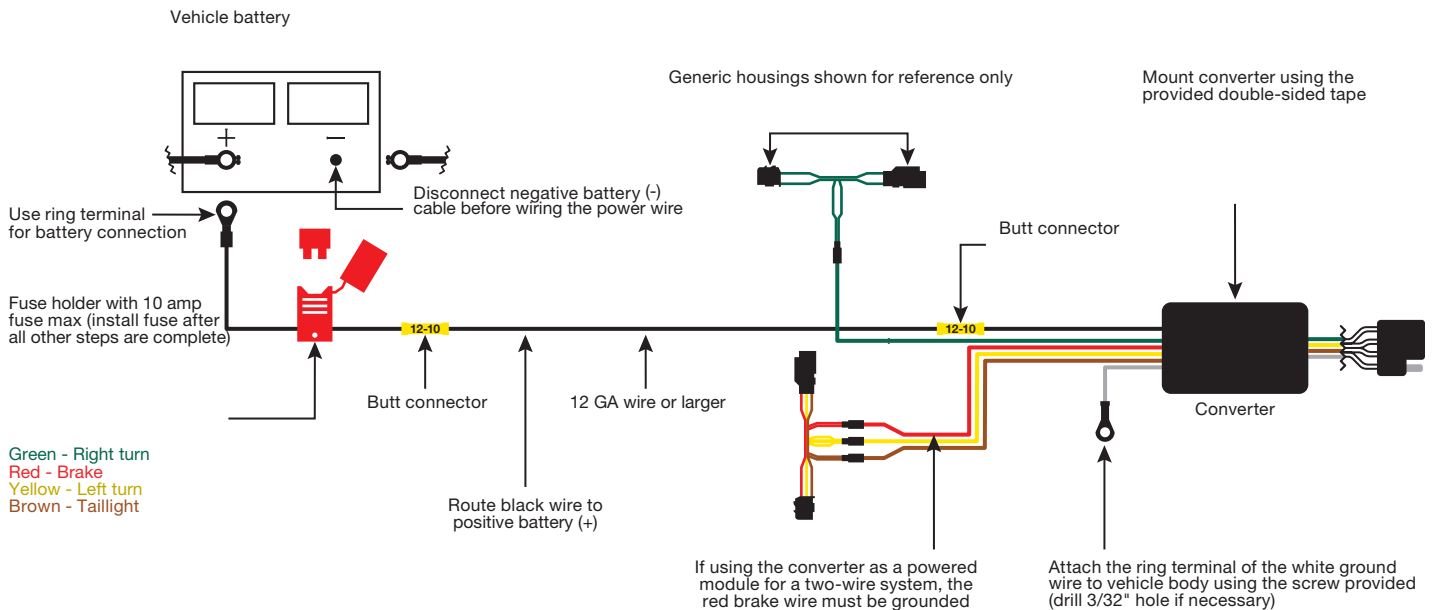 Vehicle battery
Generic housings shown for reference only
Mount converter using the
provided double-sided tape
+
–
Disconnect negative battery (-)
cable before wiring the power wire
Use ring terminal
for battery connection
Butt connector
Fuse holder with 10 amp
fuse max (install fuse after
all other steps are complete)
12-10
12-10
Butt connector
12 GA wire or larger
Converter
Green - Right turn
Red - Brake
Yellow - Left turn
Brown - Taillight
Route black wire to
positive battery (+)
If using the converter as a powered
module for a two-wire system, the
red brake wire must be grounded
Attach the ring terminal of the white ground
wire to vehicle body using the screw provided
(drill 3/32" hole if necessary)